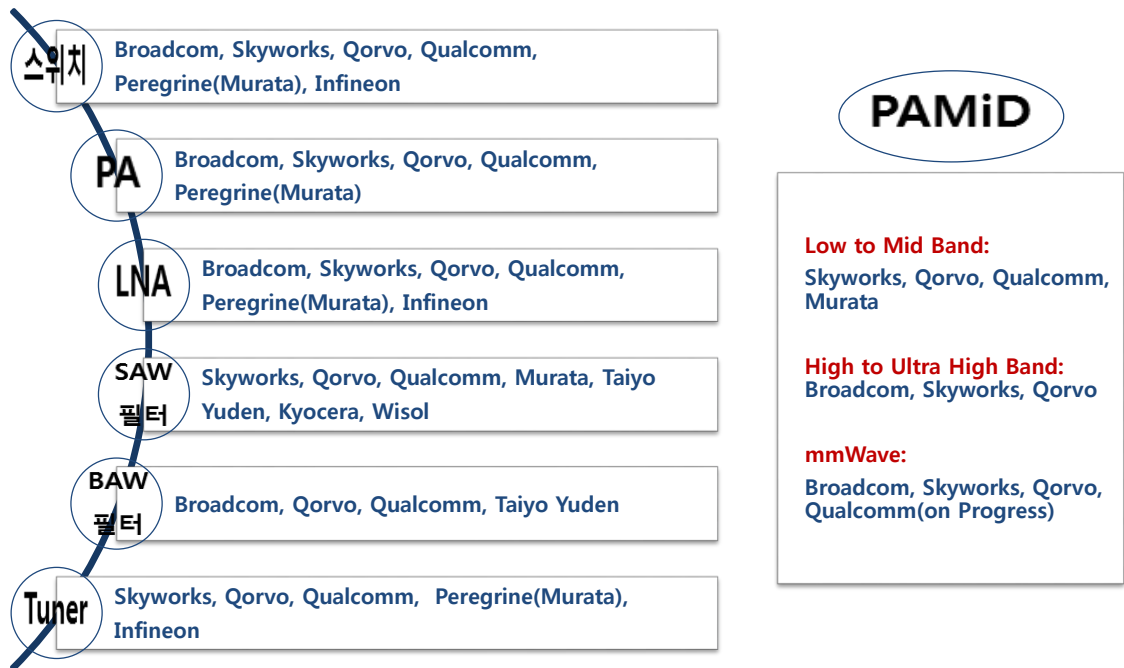 스위치
Broadcom, Skyworks, Qorvo, Qualcomm,
Peregrine(Murata), Infineon
PA
Broadcom, Skyworks, Qorvo, Qualcomm,
Peregrine(Murata)
LNA
Broadcom, Skyworks, Qorvo, Qualcomm,
Peregrine(Murata), Infineon
SAW
필터
Skyworks, Qorvo, Qualcomm, Murata, Taiyo
Yuden, Kyocera, Wisol
BAW
필터
Broadcom, Qorvo, Qualcomm, Taiyo Yuden
Tuner
Skyworks, Qorvo, Qualcomm, Peregrine(Murata),
Infineon
PAMiD
Low to Mid Band:
Skyworks, Qorvo, Qualcomm,
Murata
High to Ultra High Band:
Broadcom, Skyworks, Qorvo
mmWave:
Broadcom, Skyworks, Qorvo,
Qualcomm(on Progress)